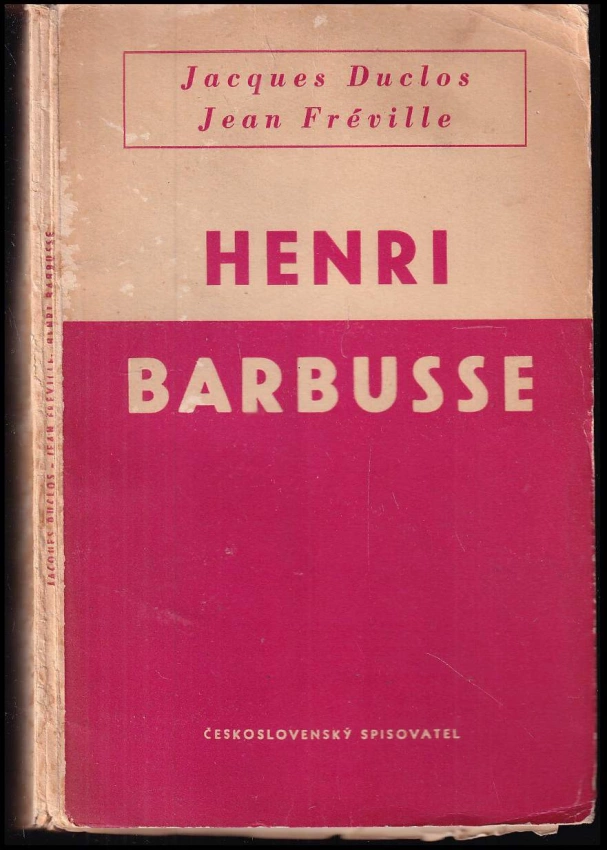 Jacques Duclos
Jean Fréville
HENRI
BARBUSSE
ČESKOSLOVENSKÝ SPISOVATEL
JACQUES DUCLOS - JEAN FRÉVILLE: HENRI BARBUSSE